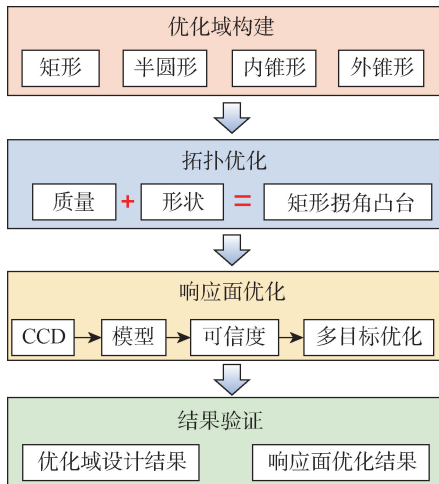 优化域构建
矩形 半圆形 内锥形 外锥形
拓扑优化
质量 + 形状 = 矩形拐角凸台
响应面优化
CCD 模型 可信度 多目标优化
结果验证
优化域设计结果 响应面优化结果